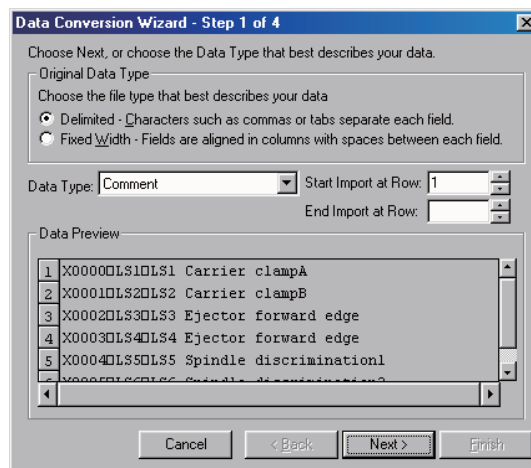 Data Conversion Wizard - Step 1 of 4
Choose Next, or choose the Data Type that best describes your data.
Original Data Type
Choose the file type that best describes your data
Delimited - Characters such as commas or tabs separate each field.
Fixed Width - Fields are aligned in columns with spaces between each field.
Data Type: Comment Start Import at Row: 1
End Import at Row:
Data Preview
1 X0000□LS1□LS1 Carrier clampA
2 X0001□LS2□LS2 Carrier clampB
3 X0002□LS3□LS3 Ejector forward edge
4 X0003□LS4□LS4 Ejector forward edge
5 X0004□LS5□LS5 Spindle discrimination1
Cancel < Back Next > Finish